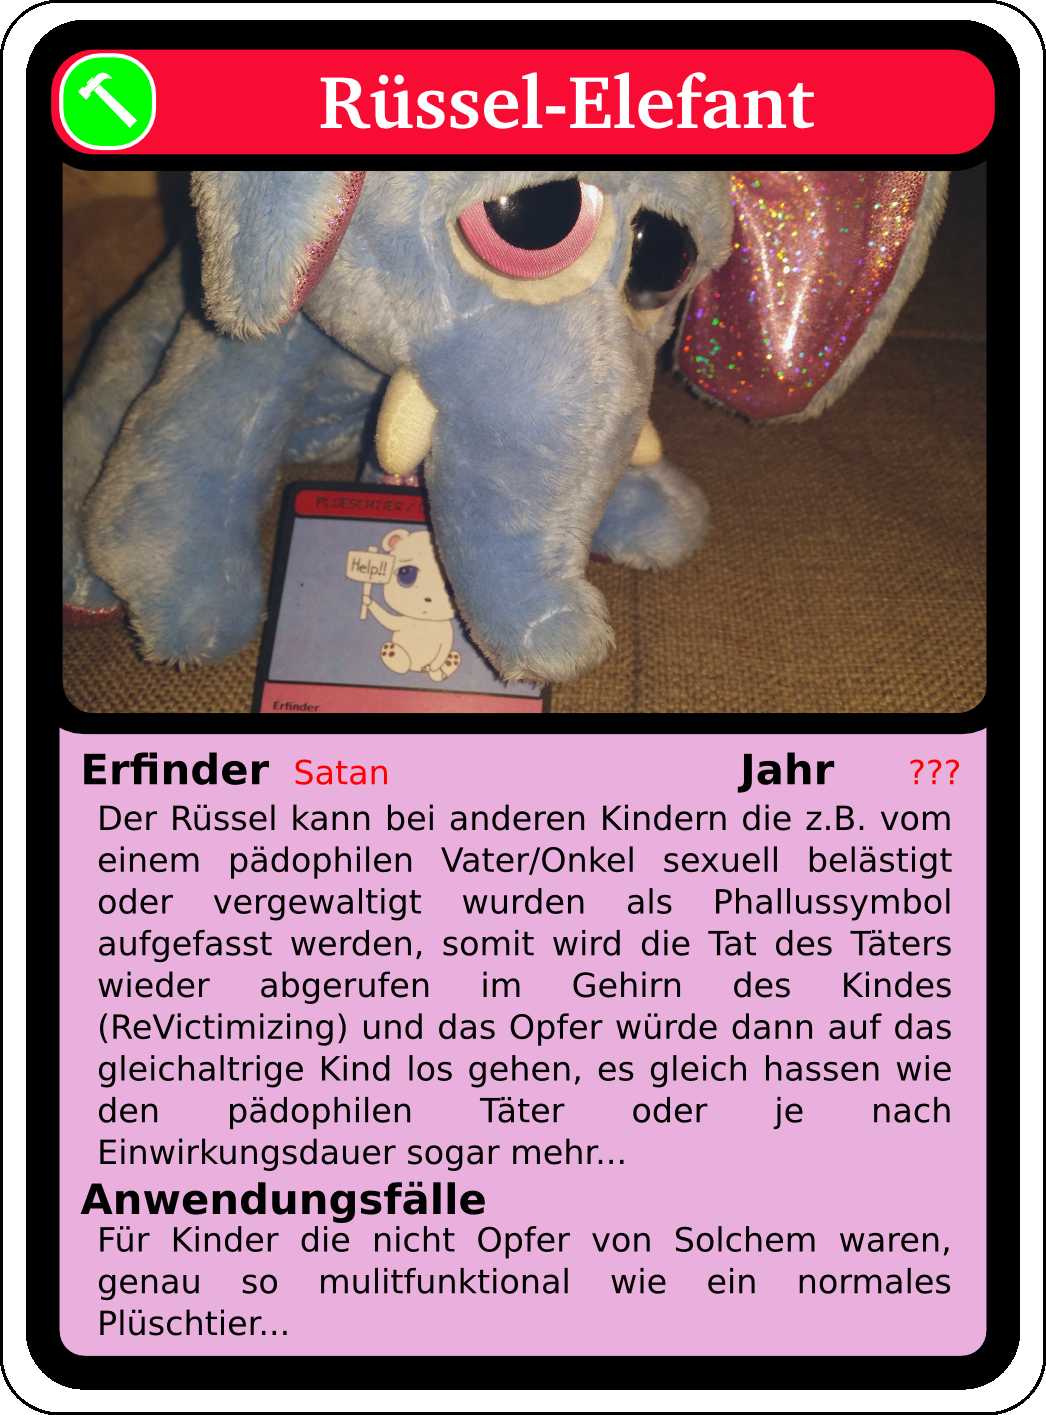 Rüssel-Elefant
PLUESCHTIER /
Help!!
Erfinder
Erfinder Satan Jahr ???
Der Rüssel kann bei anderen Kindern die z.B. vom
einem pädophilen Vater/Onkel sexuell belästigt
oder vergewaltigt wurden als Phallussymbol
aufgefasst werden, somit wird die Tat des Täters
wieder abgerufen im Gehirn des Kindes
(ReVictimizing) und das Opfer würde dann auf das
gleichaltrige Kind los gehen, es gleich hassen wie
den pädophilen Täter oder je nach
Einwirkungsdauer sogar mehr...
Anwendungsfälle
Für Kinder die nicht Opfer von Solchem waren,
genau so mulitfunktional wie ein normales
Plüschtier...